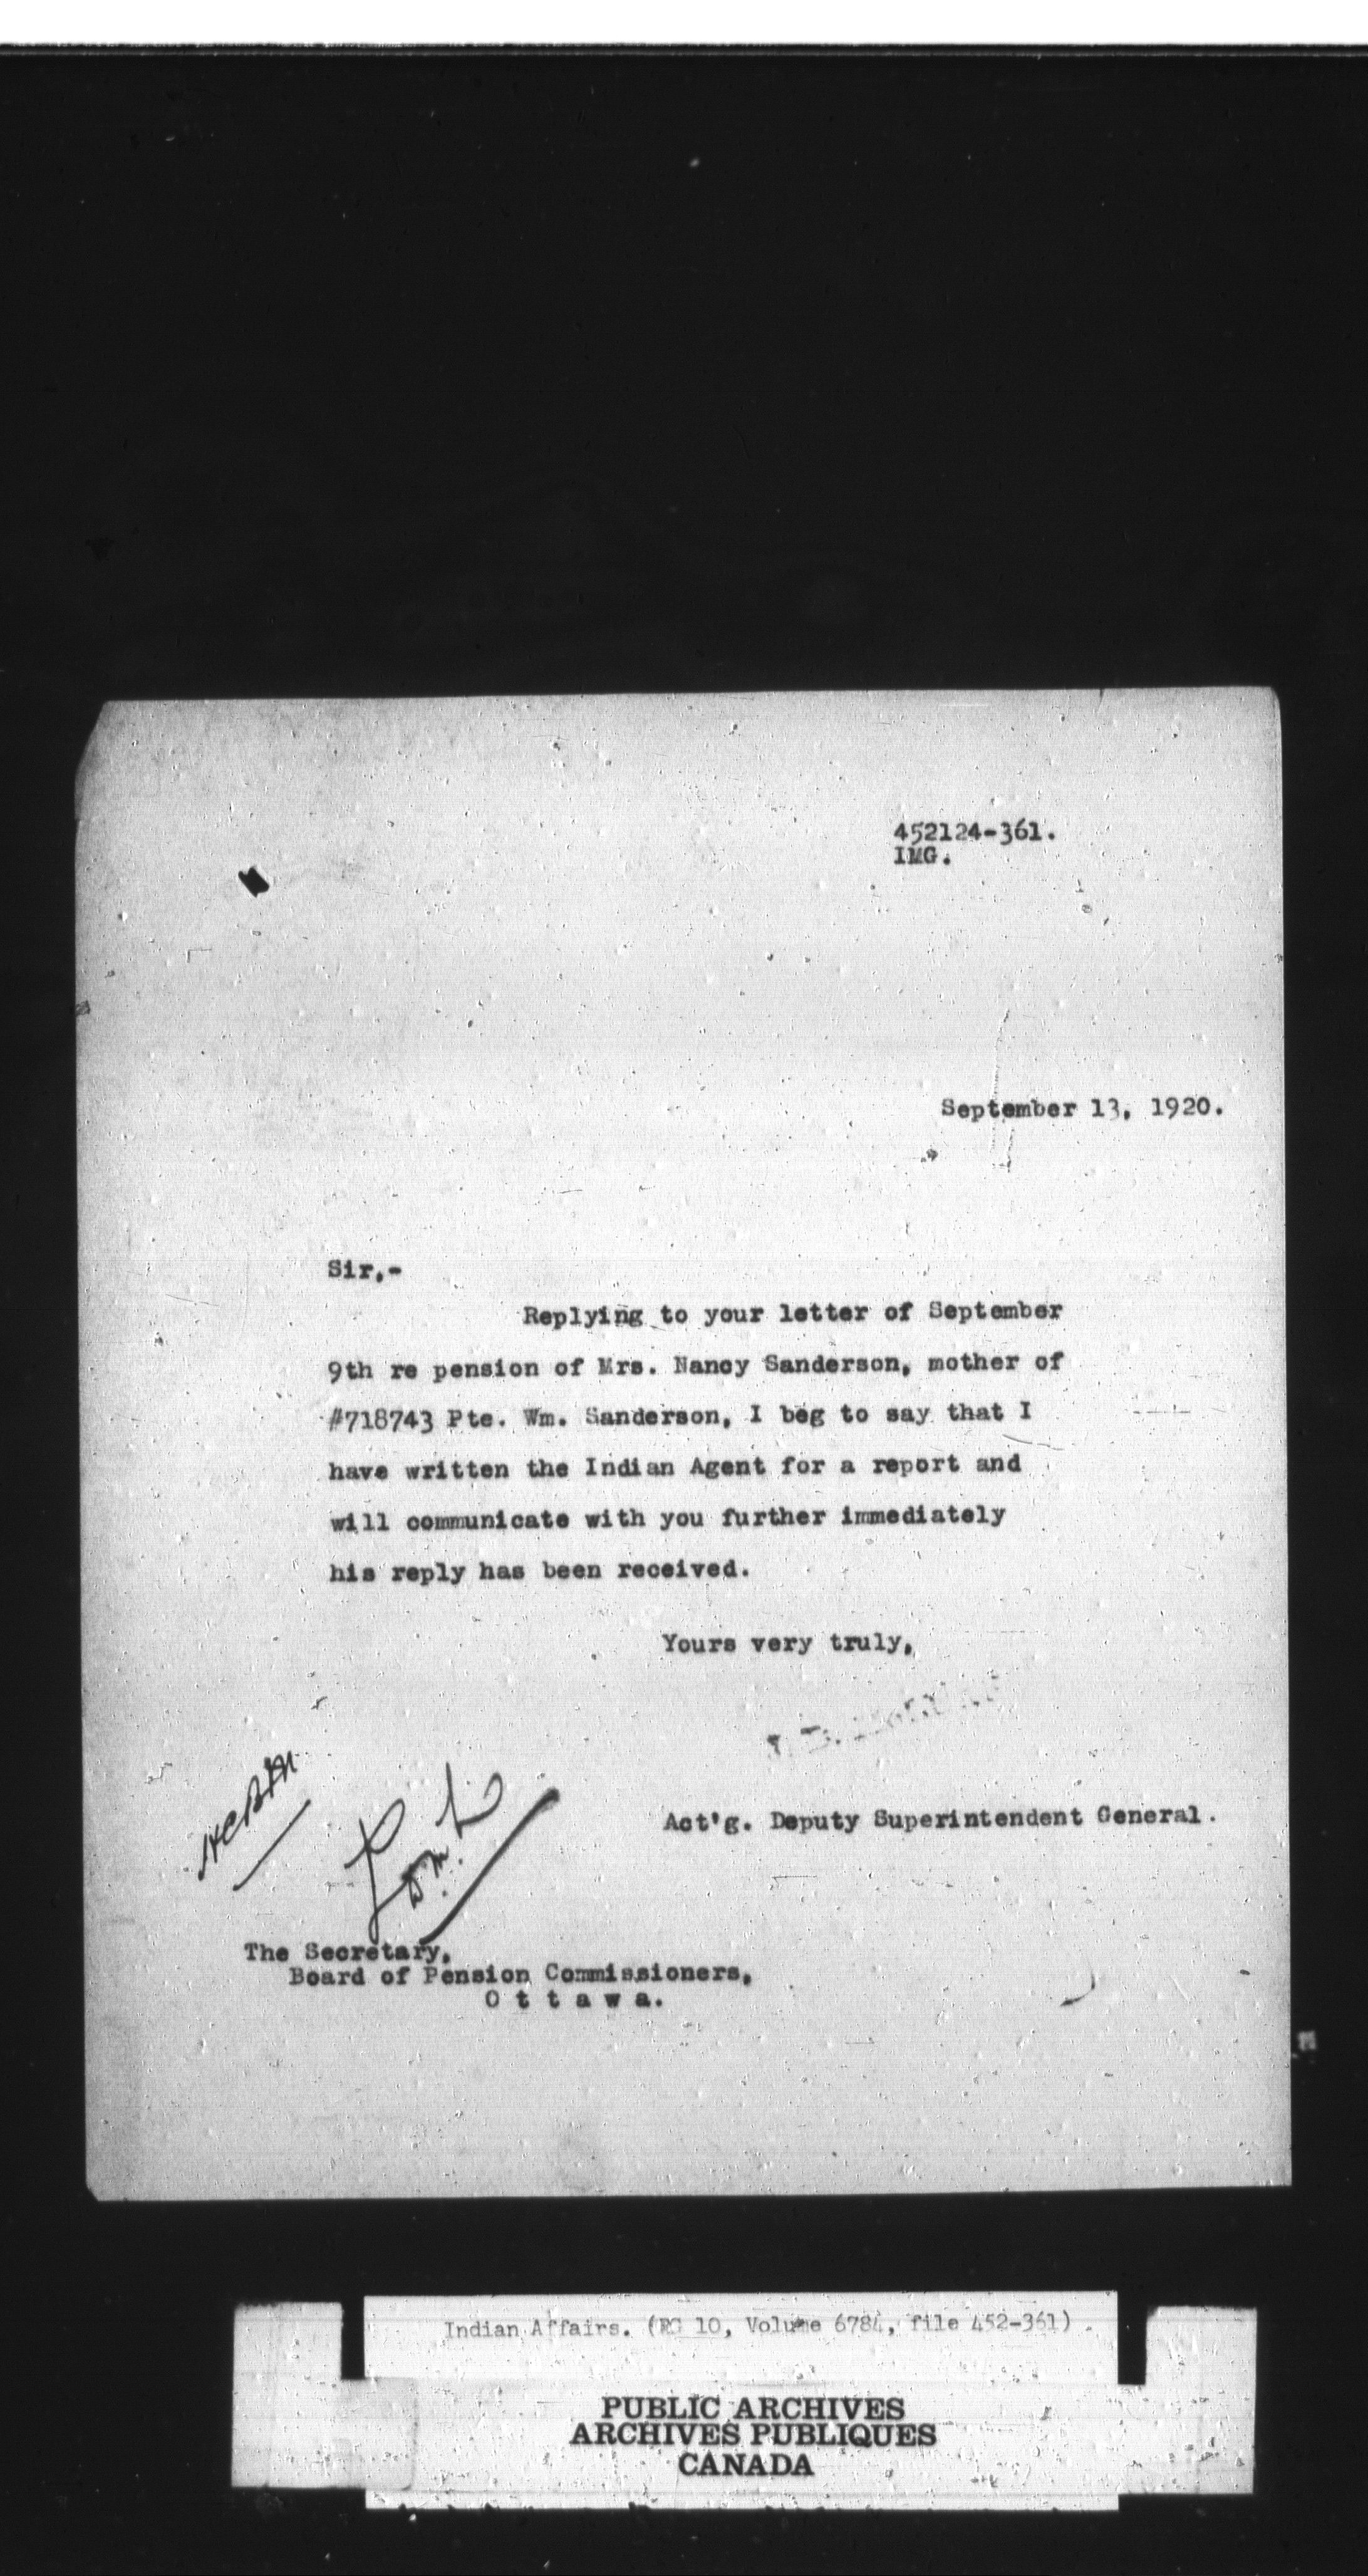 452124-361.
IMG.
September 13, 1920.
Sir,-
Replying to your letter of September
9th re pension of Mrs. Nancy Sanderson, mother of
#718743 Pte. Wm. Sanderson, I beg to say that I
have written the Indian Agent for a report and
will communicate with you further immediately
his reply has been received.
Yours very truly,
Act'g. Deputy Superintendent General.
The Secretary,
Board of Pension Commissioners,
O t t a w a.
Indian Affairs. (RG 10, Volume 6784, file 452-361)
PUBLIC ARCHIVES
ARCHIVES PUBLIQUES
CANADA